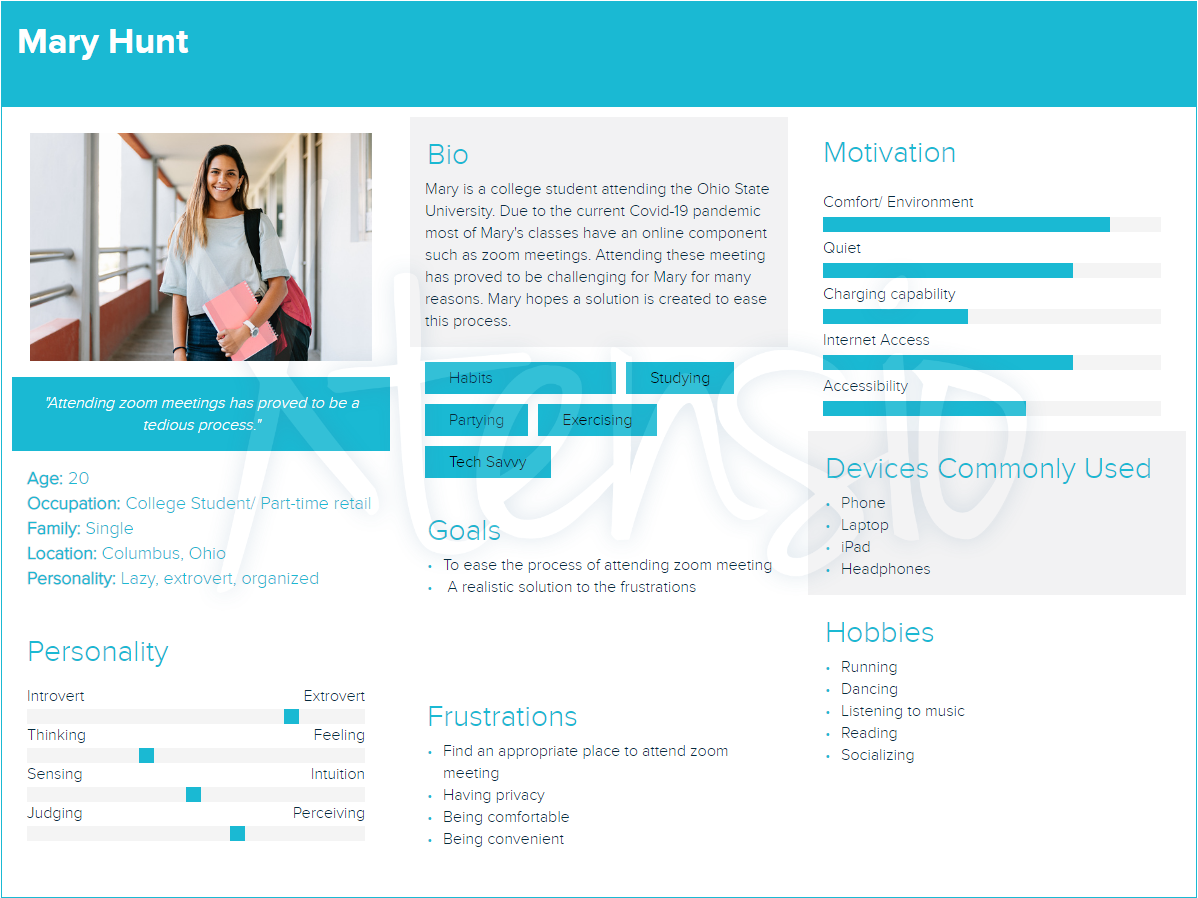 Mary Hunt
"Attending zoom meetings has proved to be a
tedious process."
Age: 20
Occupation: College Student/ Part-time retail
Family: Single
Location: Columbus, Ohio
Personality: Lazy, extrovert, organized
Personality
Introvert Extrovert
Thinking Feeling
Sensing Intuition
Judging Perceiving
Bio
Mary is a college student attending the Ohio State
University. Due to the current Covid-19 pandemic
most of Mary's classes have an online component
such as zoom meetings. Attending these meeting
has proved to be challenging for Mary for many
reasons. Mary hopes a solution is created to ease
this process.
Habits Studying
Partying Exercising
Tech Savvy
Goals
• To ease the process of attending zoom meeting
• A realistic solution to the frustrations
Frustrations
• Find an appropriate place to attend zoom
meeting
• Having privacy
• Being comfortable
• Being convenient
Motivation
Comfort/ Environment
Quiet
Charging capability
Internet Access
Accessibility
Devices Commonly Used
• Phone
• Laptop
• iPad
• Headphones
Hobbies
• Running
• Dancing
• Listening to music
• Reading
• Socializing
xtensio